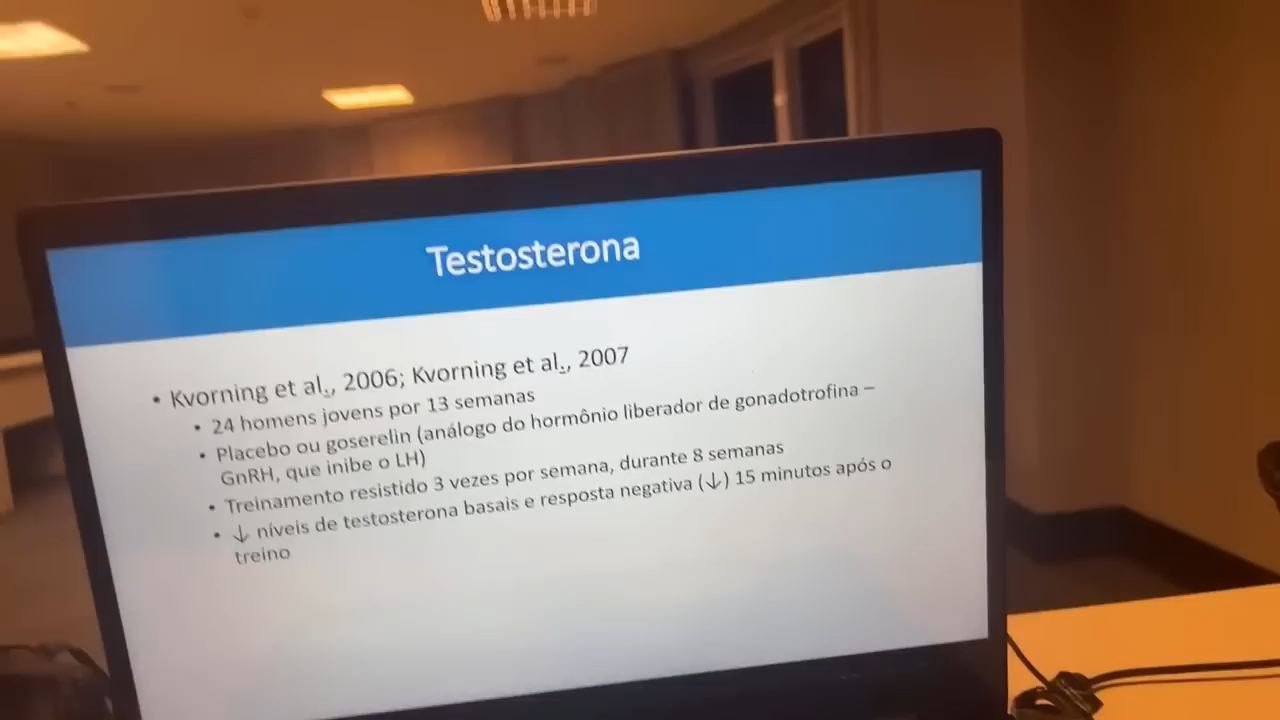 Testosterona
• Kvorning et al., 2006; Kvorning et al., 2007
• 24 homens jovens por 13 semanas
• Placebo ou goserelin (análogo do hormônio liberador de gonadotrofina –
GnRH, que inibe o LH)
• Treinamento resistido 3 vezes por semana, durante 8 semanas
• ↓ níveis de testosterona basais e resposta negativa (↓) 15 minutos após o
treino